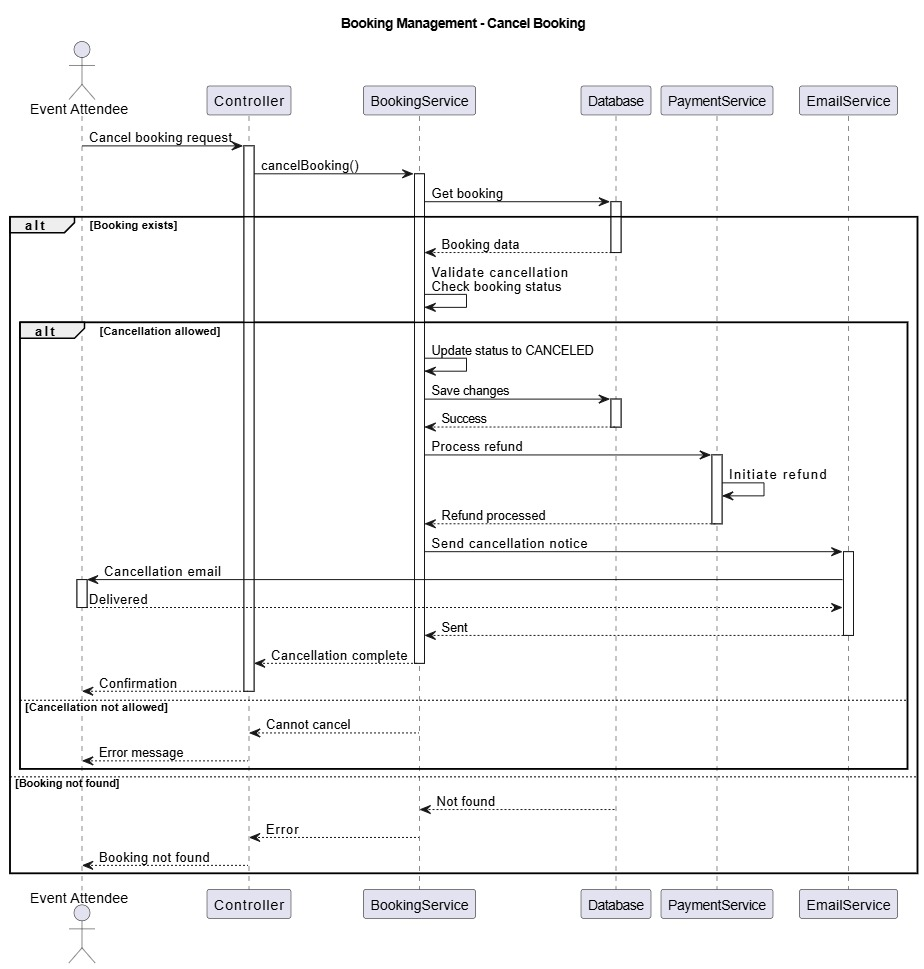 Booking Management - Cancel Booking
Event Attendee
Controller
BookingService
Database
PaymentService
EmailService
Cancel booking request
cancelBooking()
Get booking
alt
[Booking exists]
Booking data
Validate cancellation
Check booking status
alt
[Cancellation allowed]
Update status to CANCELED
Save changes
Success
Process refund
Initiate refund
Refund processed
Send cancellation notice
Cancellation email
Delivered
Sent
Cancellation complete
Confirmation
[Cancellation not allowed]
Cannot cancel
Error message
[Booking not found]
Not found
Error
Booking not found
Event Attendee
Controller
BookingService
Database
PaymentService
EmailService